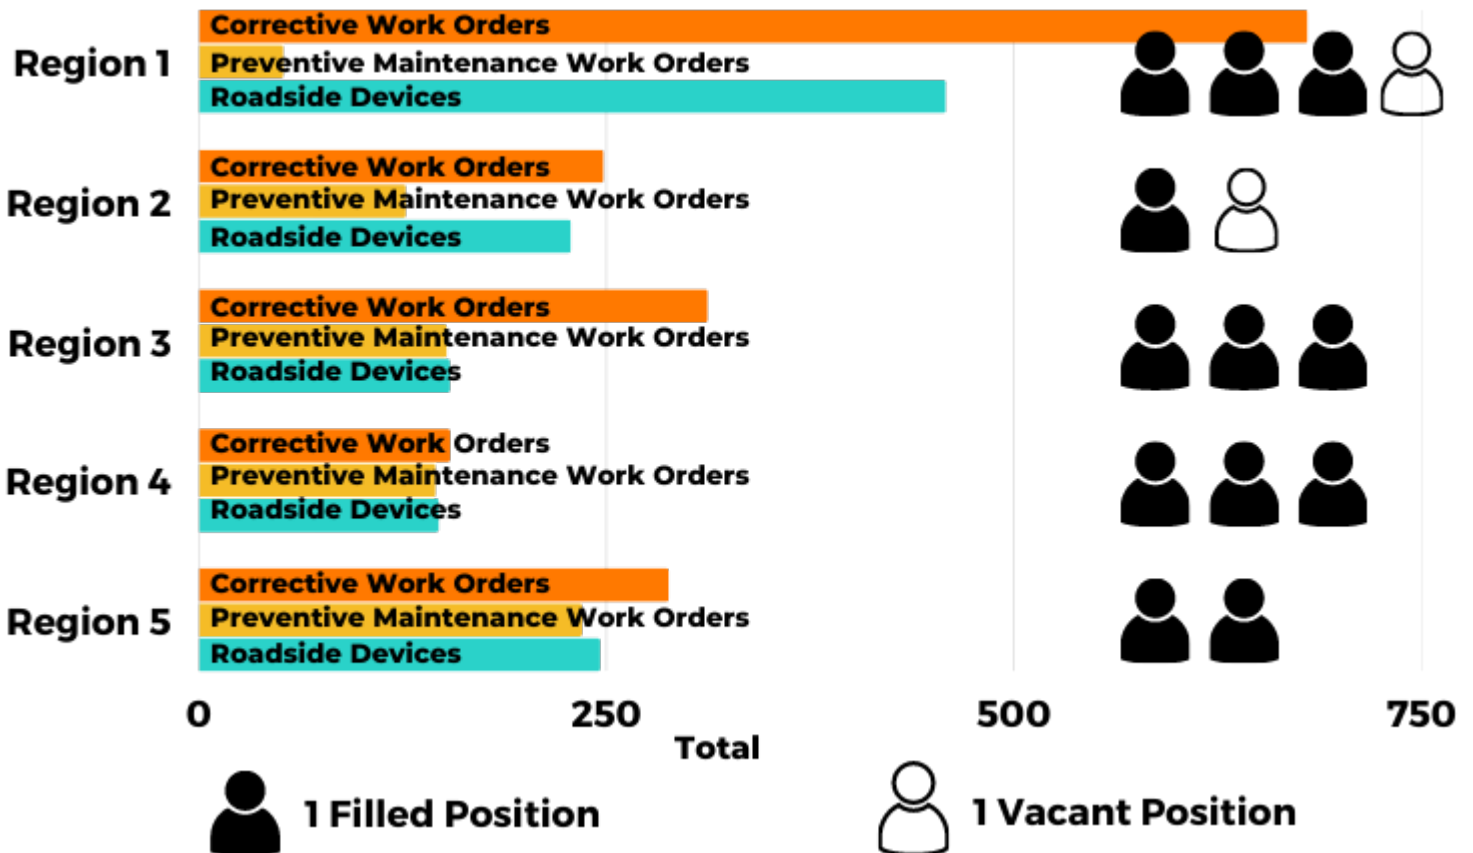 Region 1
Corrective Work Orders
Preventive Maintenance Work Orders
Roadside Devices
Region 2
Corrective Work Orders
Preventive Maintenance Work Orders
Roadside Devices
Region 3
Corrective Work Orders
Preventive Maintenance Work Orders
Roadside Devices
Region 4
Corrective Work Orders
Preventive Maintenance Work Orders
Roadside Devices
Region 5
Corrective Work Orders
Preventive Maintenance Work Orders
Roadside Devices
0 250 500 750
Total
1 Filled Position
1 Vacant Position